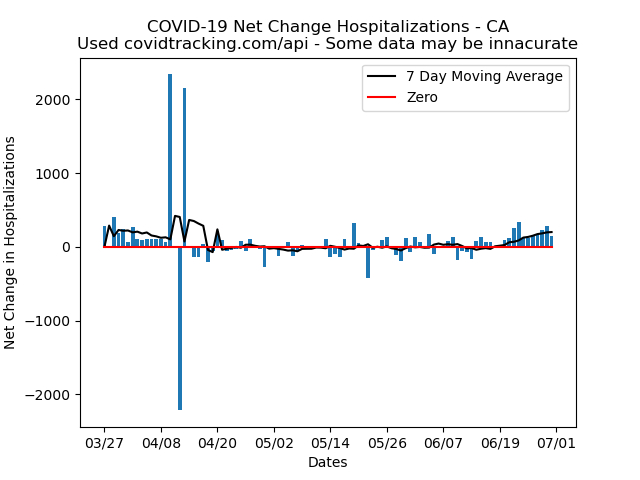 COVID-19 Net Change Hospitalizations - CA
Used covidtracking.com/api - Some data may be innacurate
7 Day Moving Average
Zero
Net Change in Hospitalizations
2000
1000
0
−1000
−2000
03/27 04/08 04/20 05/02 05/14 05/26 06/07 06/19 07/01
Dates